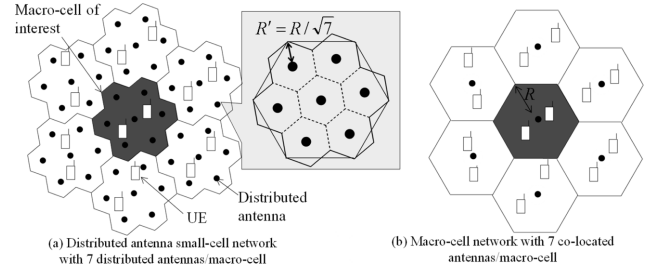 Macro-cell of
interest
R' = R/√7
R
Distributed
antenna
UE
(a) Distributed antenna small-cell network
with 7 distributed antennas/macro-cell
(b) Macro-cell network with 7 co-located
antennas/macro-cell